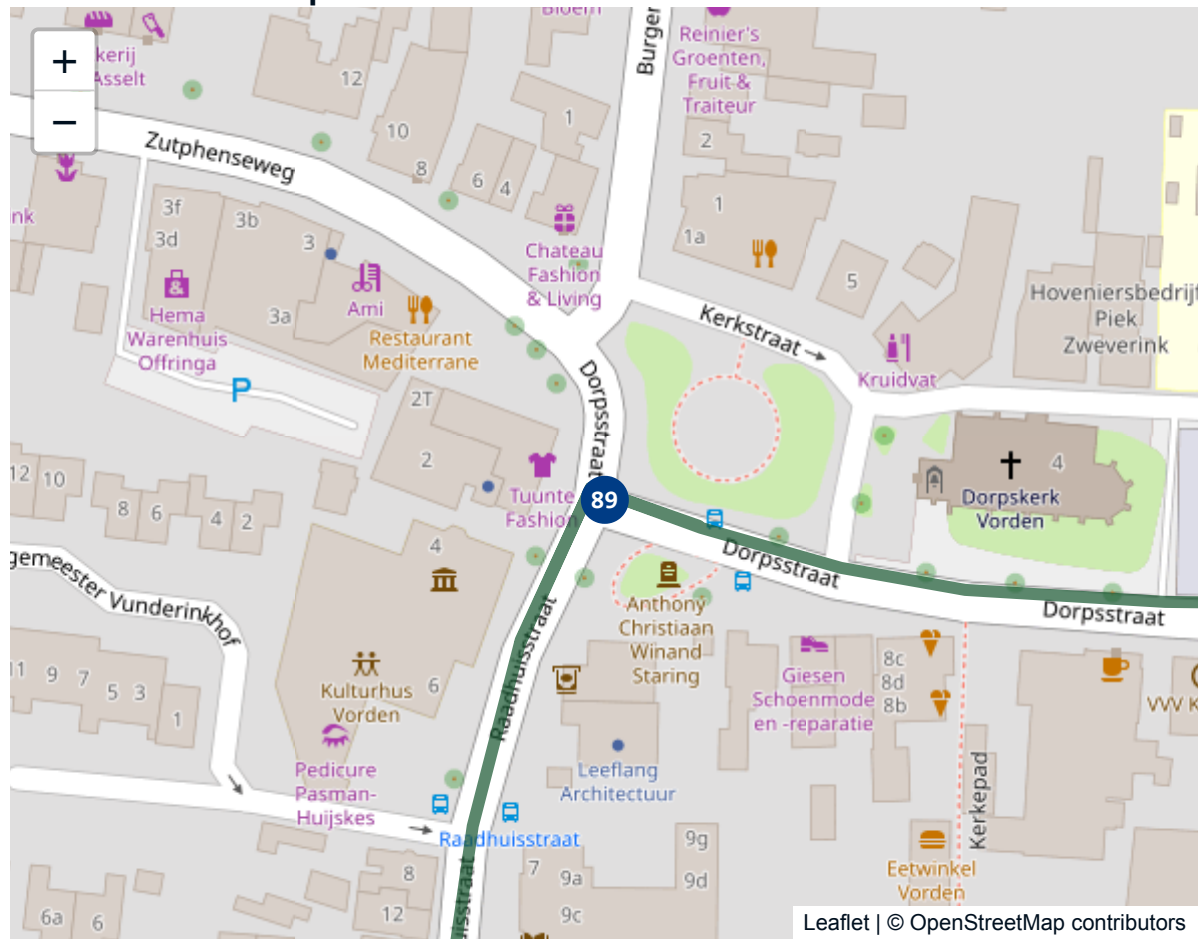 Bloem
kerij
Asselt
+
−
12
10
8
6
4
1
Reinier's
Groenten,
Fruit &
Traiteur
2
Burger
Zutphenseweg
nk
3f
3d
3b
3
3a
1
1a
5
Chateau
Fashion
& Living
Hema
Warenhuis
Offringa
Ami
Restaurant
Mediterrane
P
Kerkstraat
Hoveniersbedrijf
Piek
Zweverink
Kruidvat
Dorpsstraat
2T
2
Tuunte
Fashion
89
12
10
8
6
4
2
4
Dorpskerk
Vorden
Dorpsstraat
Dorpsstraat
gemeester Vunderinkhof
4
Anthony
Christiaan
Winand
Staring
Raadhuisstraat
Kulturhus
Vorden
6
11
9
7
5
3
1
Giesen
Schoenmode
en -reparatie
8c
8d
8b
VVV K
Pedicure
Pasman-
Huijskes
Leeflang
Architectuur
Kerkepad
Raadhuisstraat
uisstraat
8
12
6a
6
7
9a
9c
9g
9d
Eetwinkel
Vorden
Leaflet | © OpenStreetMap contributors